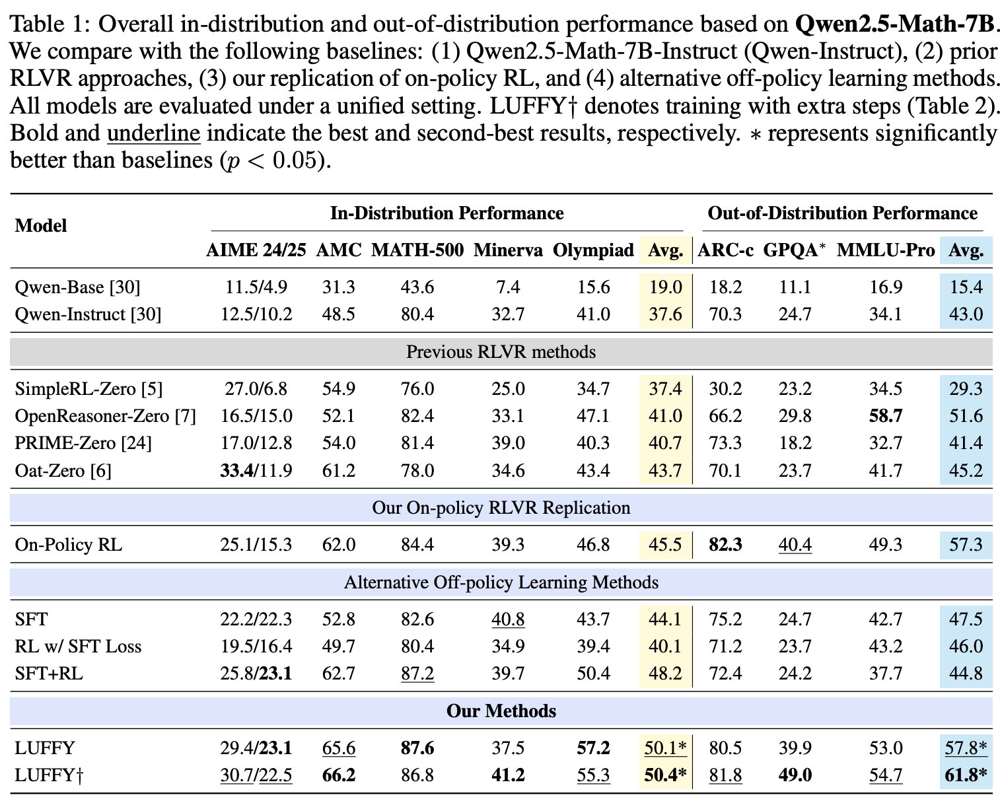 Table 1: Overall in-distribution and out-of-distribution performance based on Qwen2.5-Math-7B.
We compare with the following baselines: (1) Qwen2.5-Math-7B-Instruct (Qwen-Instruct), (2) prior
RLVR approaches, (3) our replication of on-policy RL, and (4) alternative off-policy learning methods.
All models are evaluated under a unified setting. LUFFY† denotes training with extra steps (Table 2).
Bold and underline indicate the best and second-best results, respectively. ∗ represents significantly
better than baselines (p < 0.05).
Model In-Distribution Performance Out-of-Distribution Performance
AIME 24/25 AMC MATH-500 Minerva Olympiad Avg. ARC-c GPQA* MMLU-Pro Avg.
Qwen-Base [30] 11.5/4.9 31.3 43.6 7.4 15.6 19.0 18.2 11.1 16.9 15.4
Qwen-Instruct [30] 12.5/10.2 48.5 80.4 32.7 41.0 37.6 70.3 24.7 34.1 43.0
Previous RLVR methods
SimpleRL-Zero [5] 27.0/6.8 54.9 76.0 25.0 34.7 37.4 30.2 23.2 34.5 29.3
OpenReasoner-Zero [7] 16.5/15.0 52.1 82.4 33.1 47.1 41.0 66.2 29.8 58.7 51.6
PRIME-Zero [24] 17.0/12.8 54.0 81.4 39.0 40.3 40.7 73.3 18.2 32.7 41.4
Oat-Zero [6] 33.4/11.9 61.2 78.0 34.6 43.4 43.7 70.1 23.7 41.7 45.2
Our On-policy RLVR Replication
On-Policy RL 25.1/15.3 62.0 84.4 39.3 46.8 45.5 82.3 40.4 49.3 57.3
Alternative Off-policy Learning Methods
SFT 22.2/22.3 52.8 82.6 40.8 43.7 44.1 75.2 24.7 42.7 47.5
RL w/ SFT Loss 19.5/16.4 49.7 80.4 34.9 39.4 40.1 71.2 23.7 43.2 46.0
SFT+RL 25.8/23.1 62.7 87.2 39.7 50.4 48.2 72.4 24.2 37.7 44.8
Our Methods
LUFFY 29.4/23.1 65.6 87.6 37.5 57.2 50.1* 80.5 39.9 53.0 57.8*
LUFFY† 30.7/22.5 66.2 86.8 41.2 55.3 50.4* 81.8 49.0 54.7 61.8*